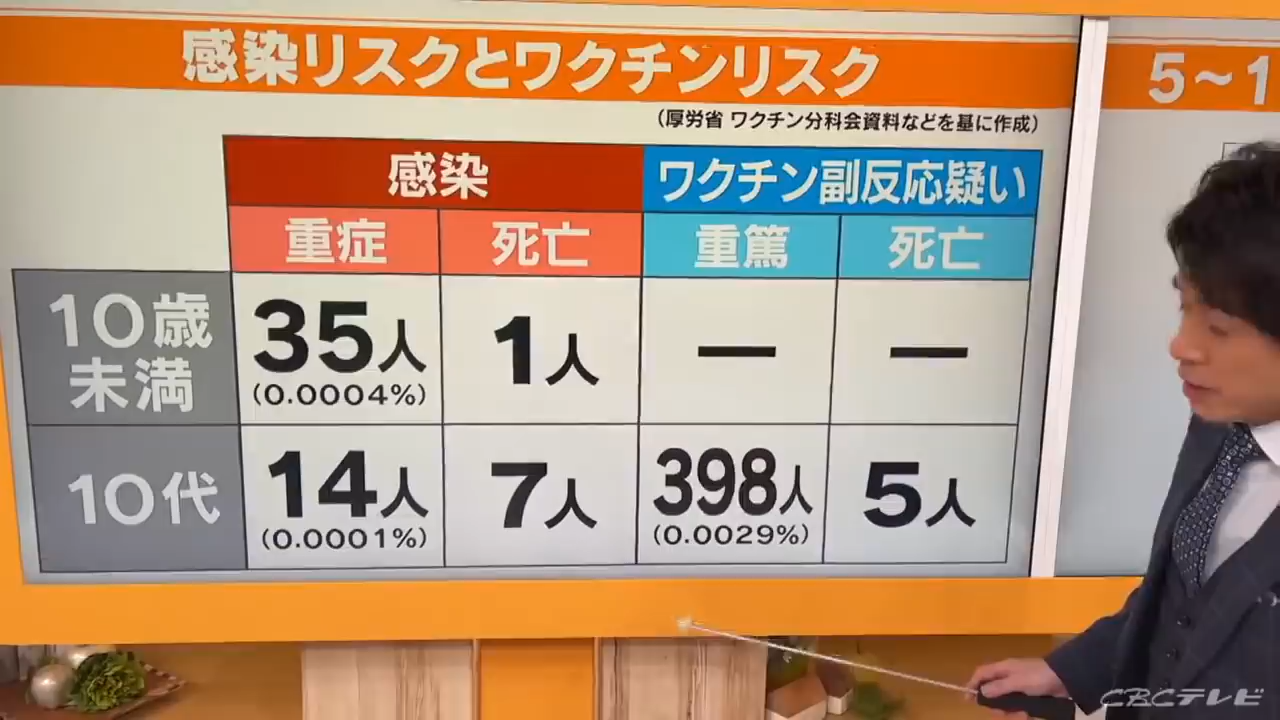 感染リスクとワクチンリスク
5～1
(厚労省 ワクチン分科会資料などを基に作成)
感染 ワクチン副反応疑い
重症 死亡 重篤 死亡
10歳未満 35人 (0.0004%) 1人 ー ー
10代 14人 (0.0001%) 7人 398人 (0.0029%) 5人
CBCテレビ